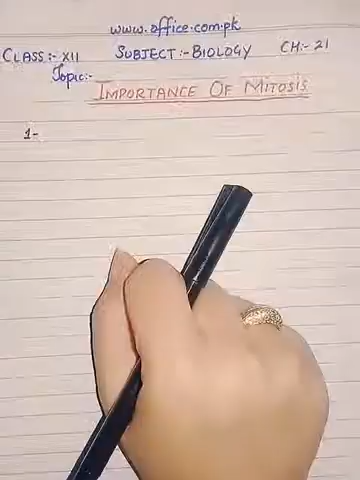 www.office.com.pk
CLASS:- XII SUBJECT:- BIOLOGY CH:- 21
Topic:-
IMPORTANCE OF MITOSIS
1-